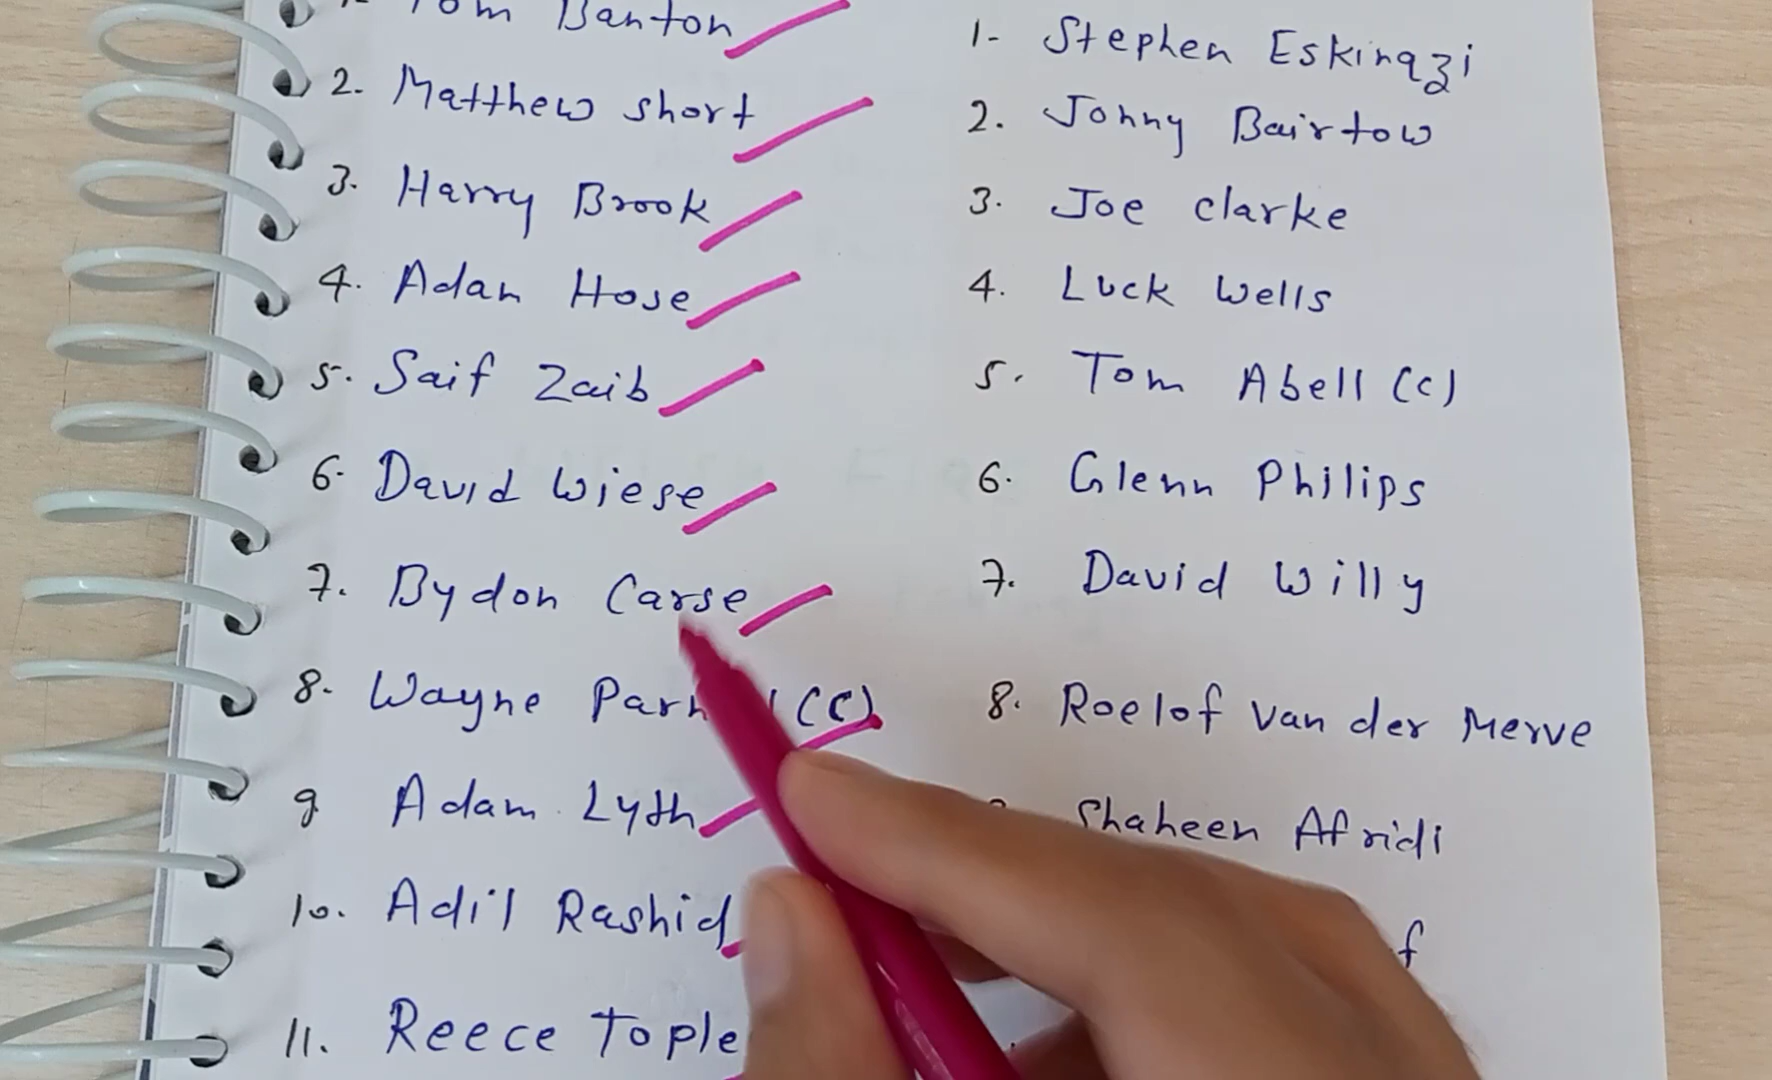 1- Tom Banton
2. Matthew short
3. Harry Brook
4. Adam Hose
5. Saif Zaib
6. David Wiese
7. Bydon Carse
8. Wayne (C)
9 Adam Lyth
10. Adil Rashid
11. Reece
1- Stephen Eskinazi
2. Johny Bairtow
3. Joe clarke
4. Luck Wells
5. Tom Abell (C)
6. Glenn Philips
7. David Willy
8. Roelof Van der Merve
Shaheen Afridi